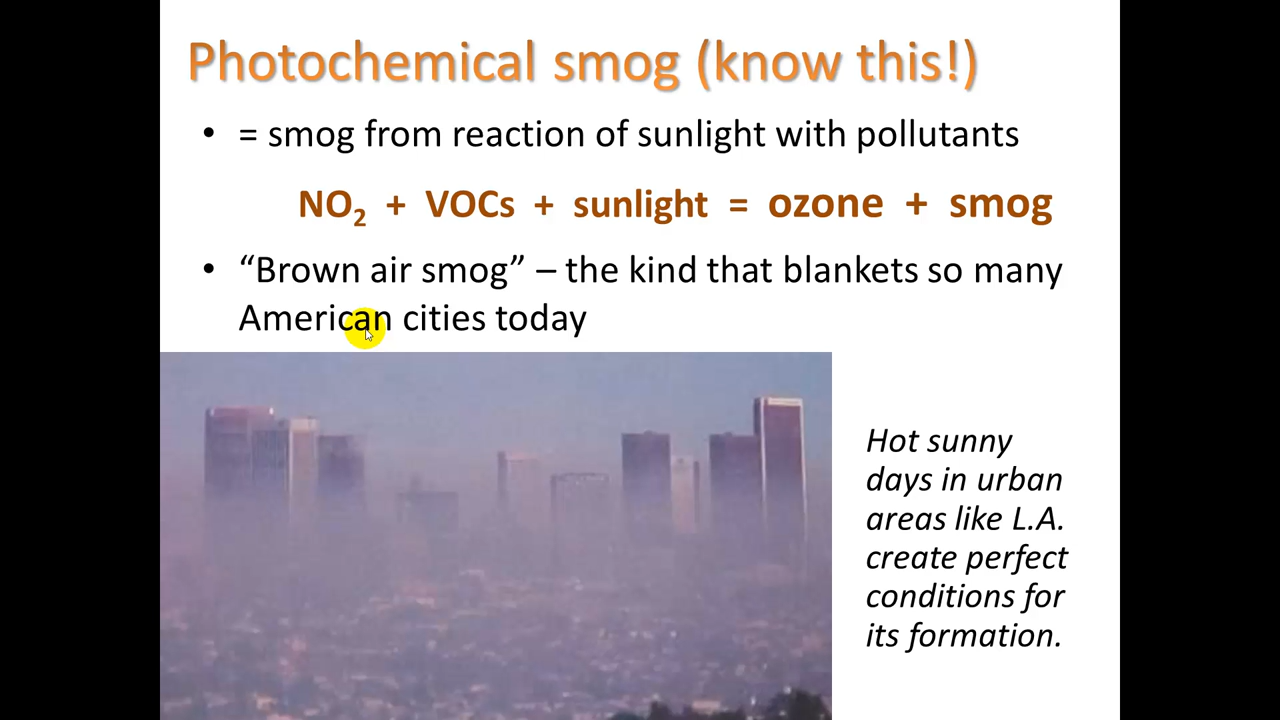 Photochemical smog (know this!)
• = smog from reaction of sunlight with pollutants
NO₂ + VOCs + sunlight = ozone + smog
• “Brown air smog” – the kind that blankets so many
American cities today
Hot sunny
days in urban
areas like L.A.
create perfect
conditions for
its formation.